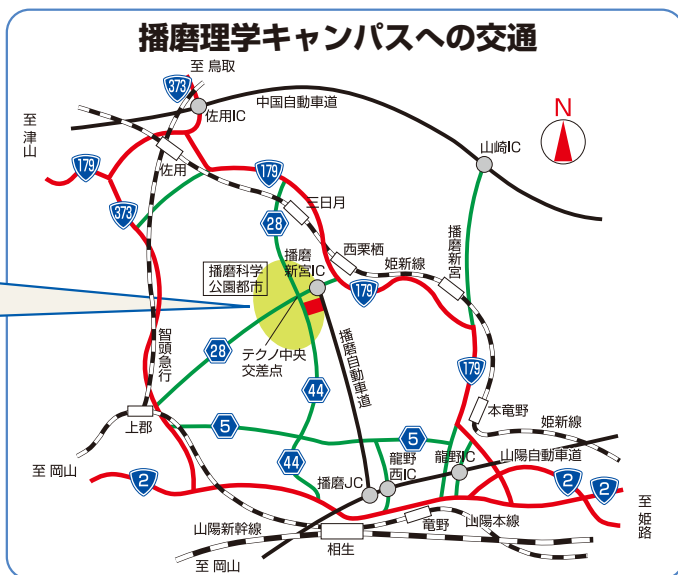 播磨理学キャンパスへの交通
至 鳥取
373
中国自動車道
佐用IC
N
至 津山
山崎IC
179
佐用
179
三日月
373
28
播磨新宮
西栗栖
姫新線
播磨
新宮IC
播磨科学
公園都市
179
智頭急行
28
テクノ中央
交差点
播磨自動車道
179
44
本竜野
上郡
姫新線
5
5
山陽自動車道
44
龍野
西IC
龍野IC
至 岡山
2
播磨JC
2
2
至 姫路
山陽新幹線
竜野
山陽本線
相生
至 岡山